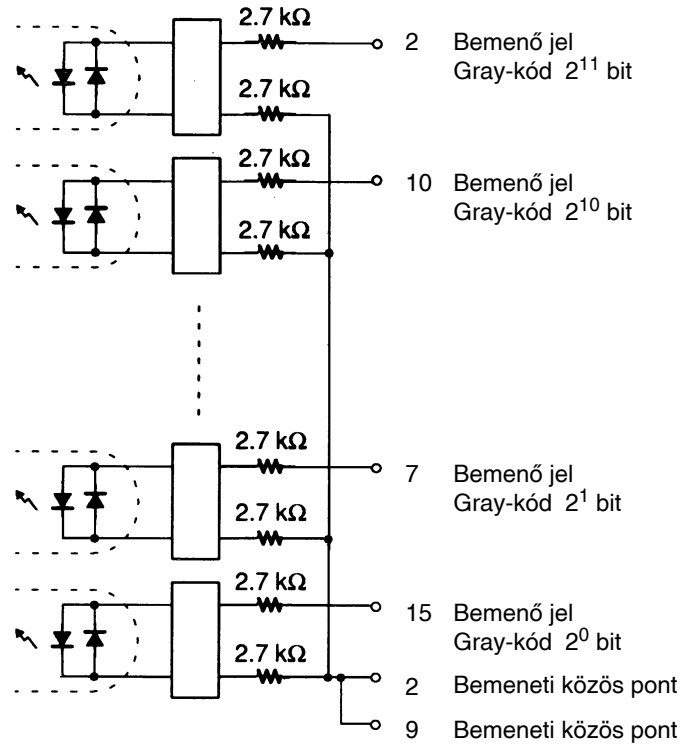 2.7 kΩ
2 Bemenő jel
Gray-kód 2¹¹ bit
2.7 kΩ
2.7 kΩ
10 Bemenő jel
Gray-kód 2¹⁰ bit
2.7 kΩ
2.7 kΩ
7 Bemenő jel
Gray-kód 2¹ bit
2.7 kΩ
2.7 kΩ
15 Bemenő jel
Gray-kód 2⁰ bit
2.7 kΩ
2 Bemeneti közös pont
9 Bemeneti közös pont